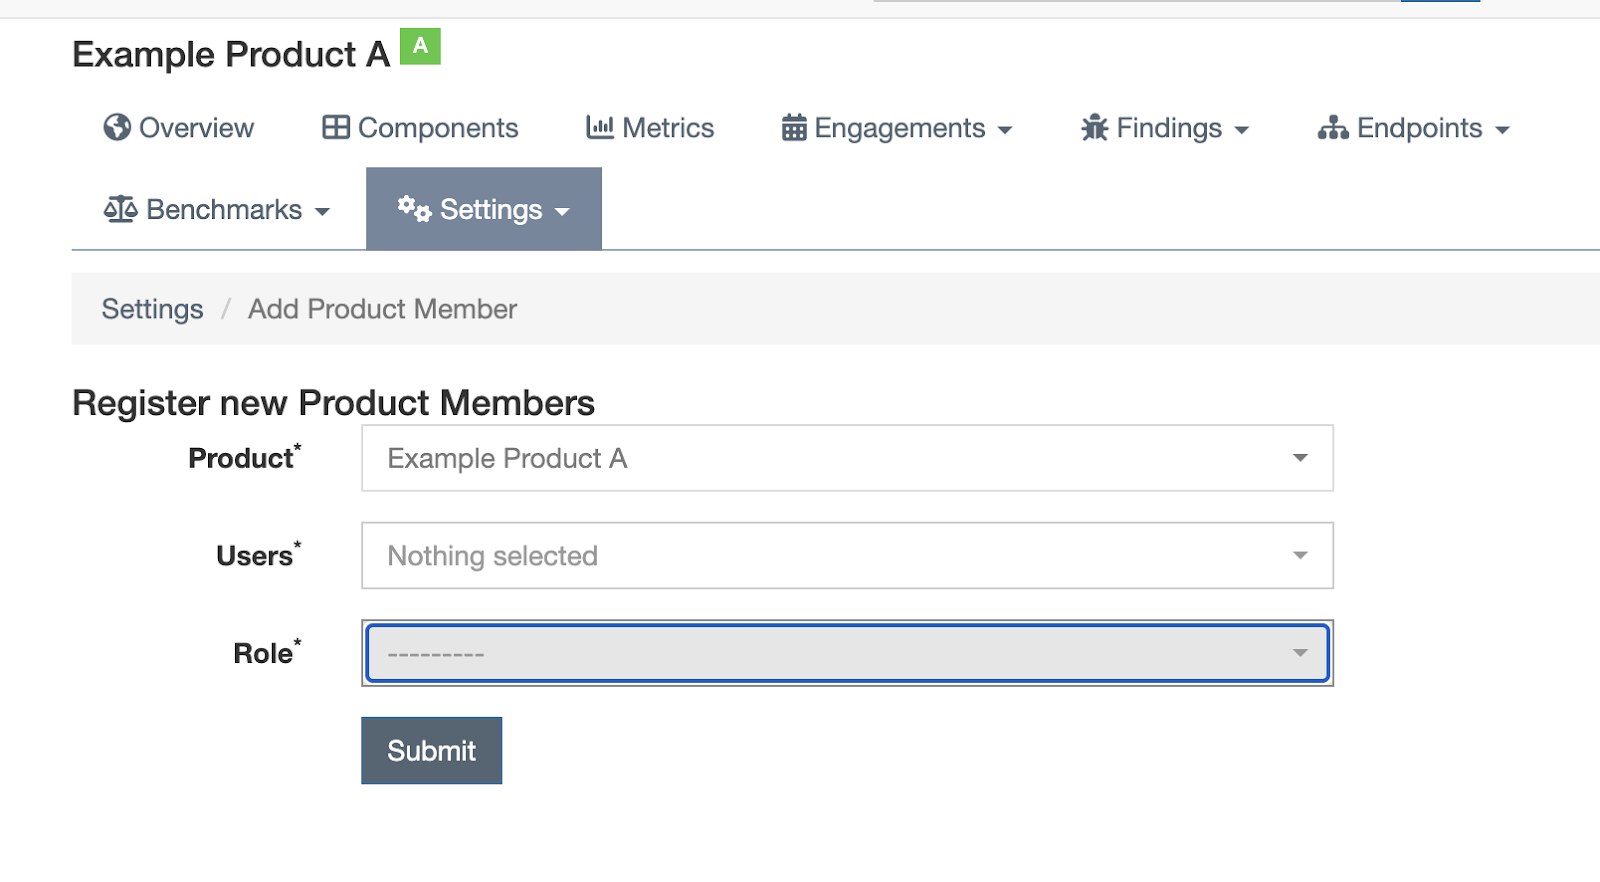 Example Product A A
Overview Components Metrics Engagements Findings Endpoints
Benchmarks Settings
Settings / Add Product Member
Register new Product Members
Product* Example Product A
Users* Nothing selected
Role* ---------
Submit